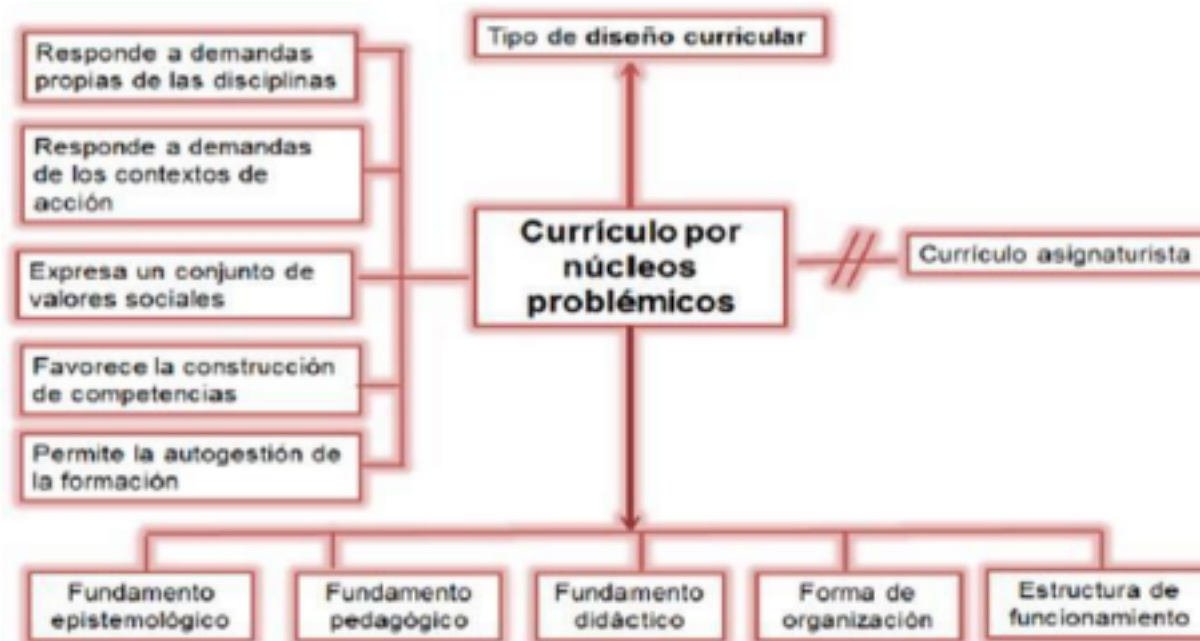 Responde a demandas
propias de las disciplinas
Responde a demandas
de los contextos de
acción
Expresa un conjunto de
valores sociales
Favorece la construcción
de competencias
Permite la autogestión de
la formación
Tipo de diseño curricular
Currículo por
núcleos
problémicos
Currículo asignaturista
Fundamento
epistemológico
Fundamento
pedagógico
Fundamento
didáctico
Forma de
organización
Estructura de
funcionamiento